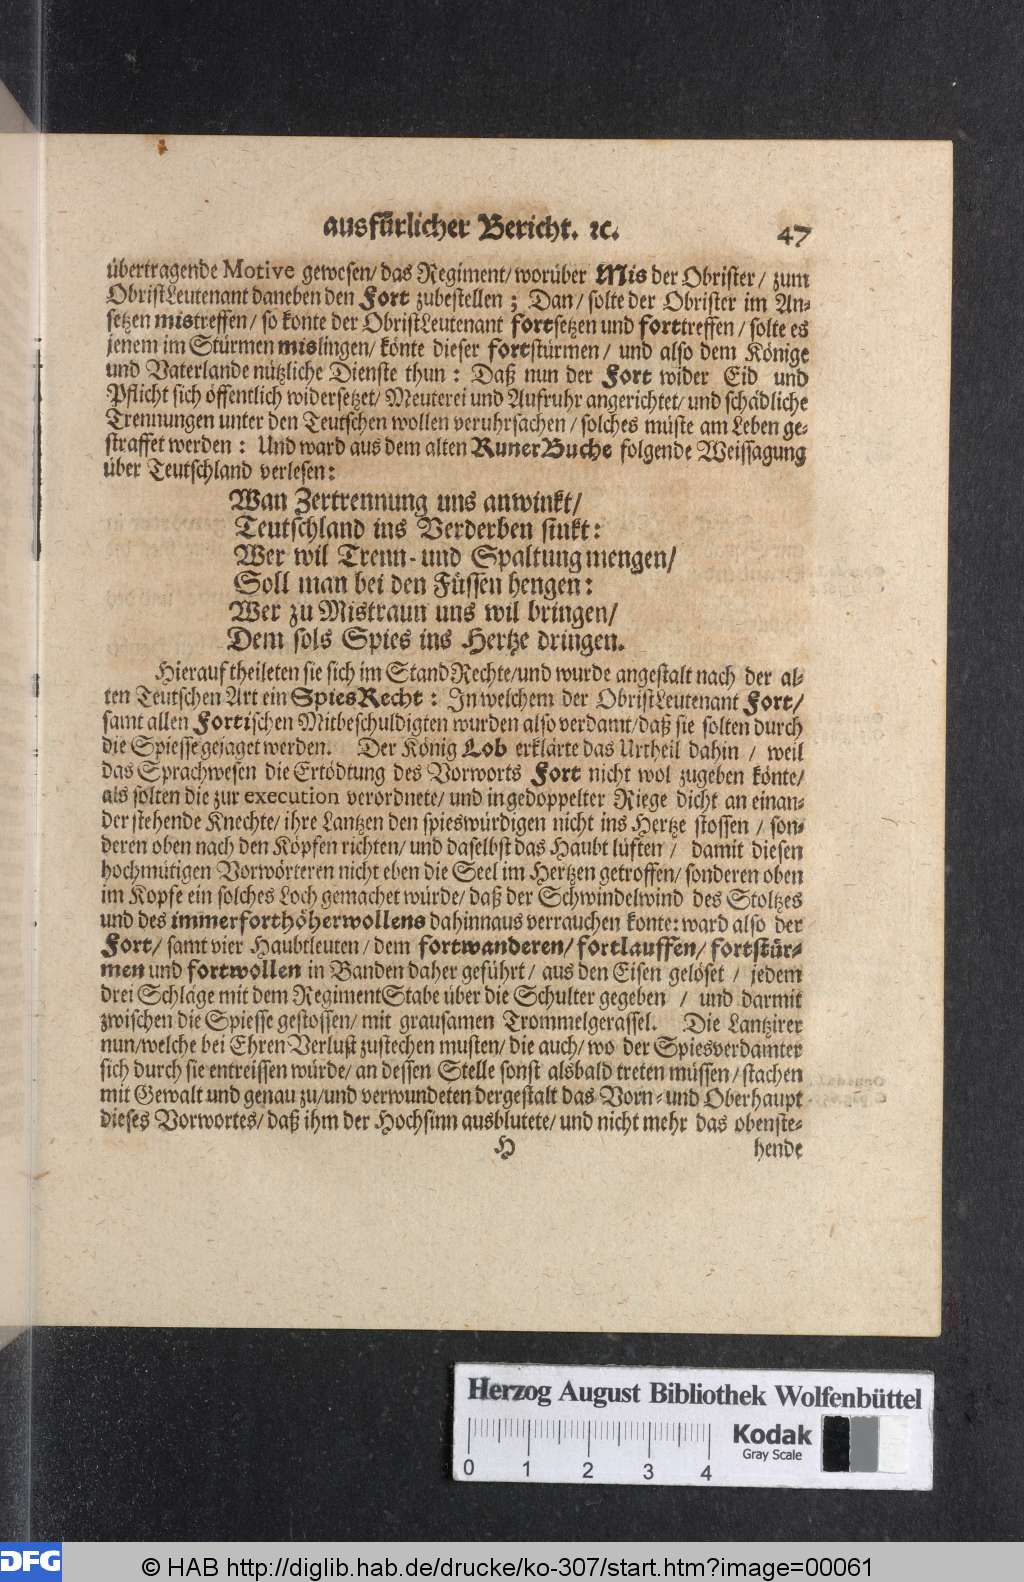 ausfürlicher Bericht. ꝛc. 47
übertragende Motive gewesen/ das Regiment/ worüber Mis der Obrister/ zum
ObristLeutenant daneben den Fort zubestellen; Dan/ solte der Obrister im An-
setzen mistreffen/ so konte der ObristLeutenant fortsetzen und forttreffen/ solte es
jenem im Stürmen mislingen/ könte dieser fortstürmen/ und also dem Könige
und Vaterlande nützliche Dienste thun: Daß nun der Fort wider Eid und
Pflicht sich öffentlich widersetzet/ Meuterei und Aufruhr angerichtet/ und schädliche
Trennungen unter den Teutschen wollen veruhrsachen/ solches müste am Leben ge-
straffet werden: Und ward aus dem alten RunerBuche folgende Weissagung
über Teutschland verlesen:
Wan Zertrennung uns anwinkt/
Teutschland ins Verderben sinkt:
Wer wil Trenn- und Spaltung mengen/
Soll man bei den Füssen hengen:
Wer zu Mistraun uns wil bringen/
Dem sols Spies ins Hertze dringen.
Hierauf theileten sie sich im StandRechte/ und wurde angestalt nach der al-
ten Teutschen Art ein SpiesRecht: In welchem der ObristLeutenant Fort/
samt allen Fortischen Mitbeschuldigten wurden also verdamt/ daß sie solten durch
die Spiesse gejaget werden. Der König Lob erklärte das Urtheil dahin/ weil
das Sprachwesen die Ertödtung des Vorworts Fort nicht wol zugeben könte/
als solten die zur execution verordnete/ und in gedoppelter Riege dicht an einan-
der stehende Knechte/ ihre Lantzen den spieswürdigen nicht ins Hertze stossen/ son-
deren oben nach den Köpfen richten/ und daselbst das Haubt lüften/ damit diesen
hochmütigen Vorwörteren nicht eben die Seel im Hertzen getroffen/ sonderen oben
im Kopfe ein solches Loch gemachet würde/ daß der Schwindelwind des Stoltzes
und des immerforthöherwollens dahinnaus verrauchen konte: ward also der
Fort/ samt vier Haubtleuten/ dem fortwanderen/ fortlauffen/ fortstür-
men und fortwollen in Banden daher geführt/ aus den Eisen gelöset/ jedem
drei Schläge mit dem RegimentStabe über die Schulter gegeben/ und darmit
zwischen die Spiesse gestossen/ mit grausamen Trommelgerassel. Die Lantzirer
nun/ welche bei Ehren Verlust zustechen musten/ die auch/ wo der Spiesverdamter
sich durch sie entreissen würde/ an dessen Stelle sonst alsbald treten müssen/ stachen
mit Gewalt und genau zu/ und verwundeten dergestalt das Vorn- und Oberhaupt
dieses Vorwortes/ daß ihm der Hochsinn ausblutete/ und nicht mehr das obenste-
H hende
Herzog August Bibliothek Wolfenbüttel
Kodak
Gray Scale
0 1 2 3 4
DFG
© HAB http://diglib.hab.de/drucke/ko-307/start.htm?image=00061